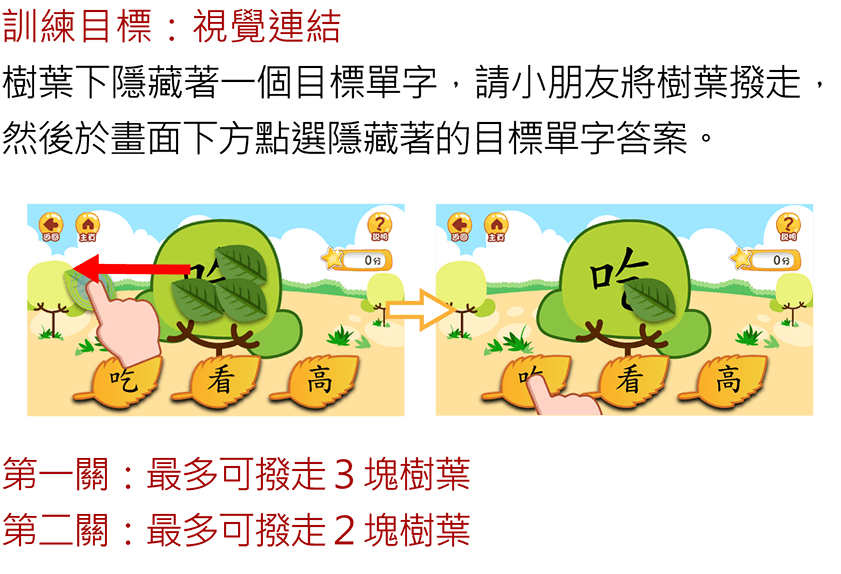 訓練目標：視覺連結
樹葉下隱藏著一個目標單字，請小朋友將樹葉撥走，
然後於畫面下方點選隱藏著的目標單字答案。
返回
主頁
說明
0分
吃
看
高
返回
主頁
說明
0分
吃
看
高
第一關：最多可撥走3塊樹葉
第二關：最多可撥走2塊樹葉